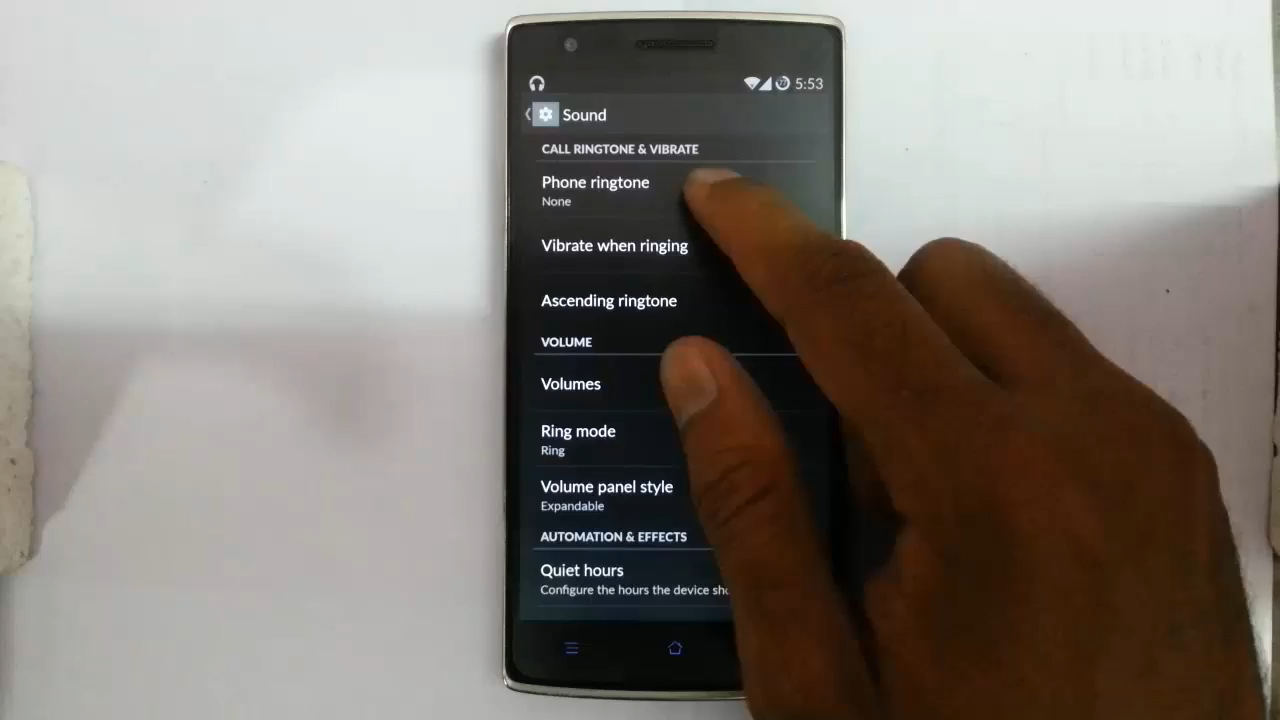 5:53
Sound
CALL RINGTONE & VIBRATE
Phone ringtone
None
Vibrate when ringing
Ascending ringtone
VOLUME
Volumes
Ring mode
Ring
Volume panel style
Expandable
AUTOMATION & EFFECTS
Quiet hours
Configure the hours the device